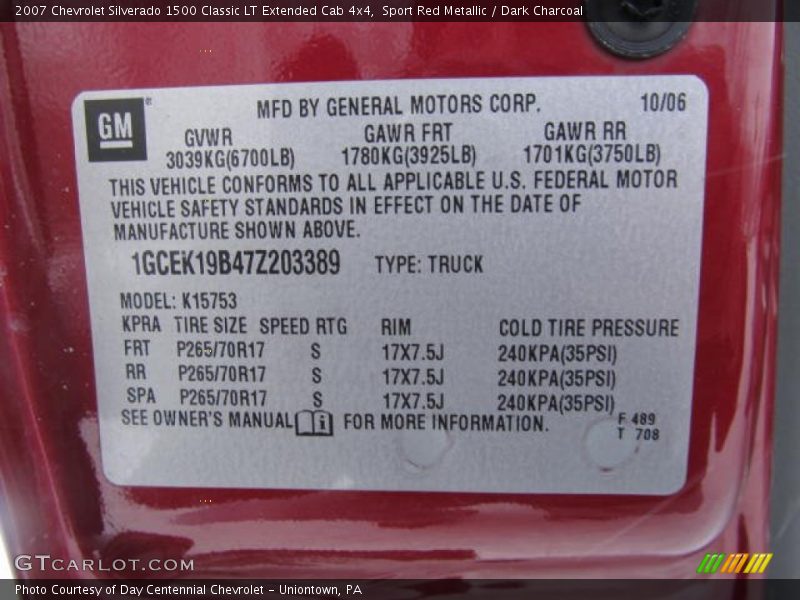 2007 Chevrolet Silverado 1500 Classic LT Extended Cab 4x4, Sport Red Metallic / Dark Charcoal
GM
MFD BY GENERAL MOTORS CORP. 10/06
GVWR GAWR FRT GAWR RR
3039KG(6700LB) 1780KG(3925LB) 1701KG(3750LB)
THIS VEHICLE CONFORMS TO ALL APPLICABLE U.S. FEDERAL MOTOR
VEHICLE SAFETY STANDARDS IN EFFECT ON THE DATE OF
MANUFACTURE SHOWN ABOVE.
1GCEK19B47Z203389 TYPE: TRUCK
MODEL: K15753
KPRA TIRE SIZE SPEED RTG RIM COLD TIRE PRESSURE
FRT P265/70R17 S 17X7.5J 240KPA(35PSI)
RR P265/70R17 S 17X7.5J 240KPA(35PSI)
SPA P265/70R17 S 17X7.5J 240KPA(35PSI)
SEE OWNER'S MANUAL i FOR MORE INFORMATION.
F 489
T 708
GTCARLOT.COM
Photo Courtesy of Day Centennial Chevrolet - Uniontown, PA